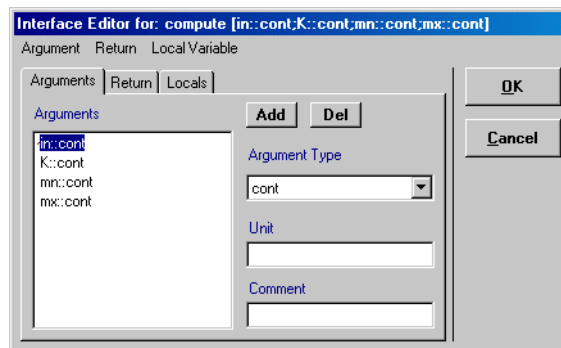 Interface Editor for: compute [in::cont;K::cont;mn::cont;mx::cont]
Argument Return Local Variable
Arguments Return Locals
OK
Arguments
Add Del
Cancel
in::cont
K::cont
mn::cont
mx::cont
Argument Type
cont
Unit
Comment